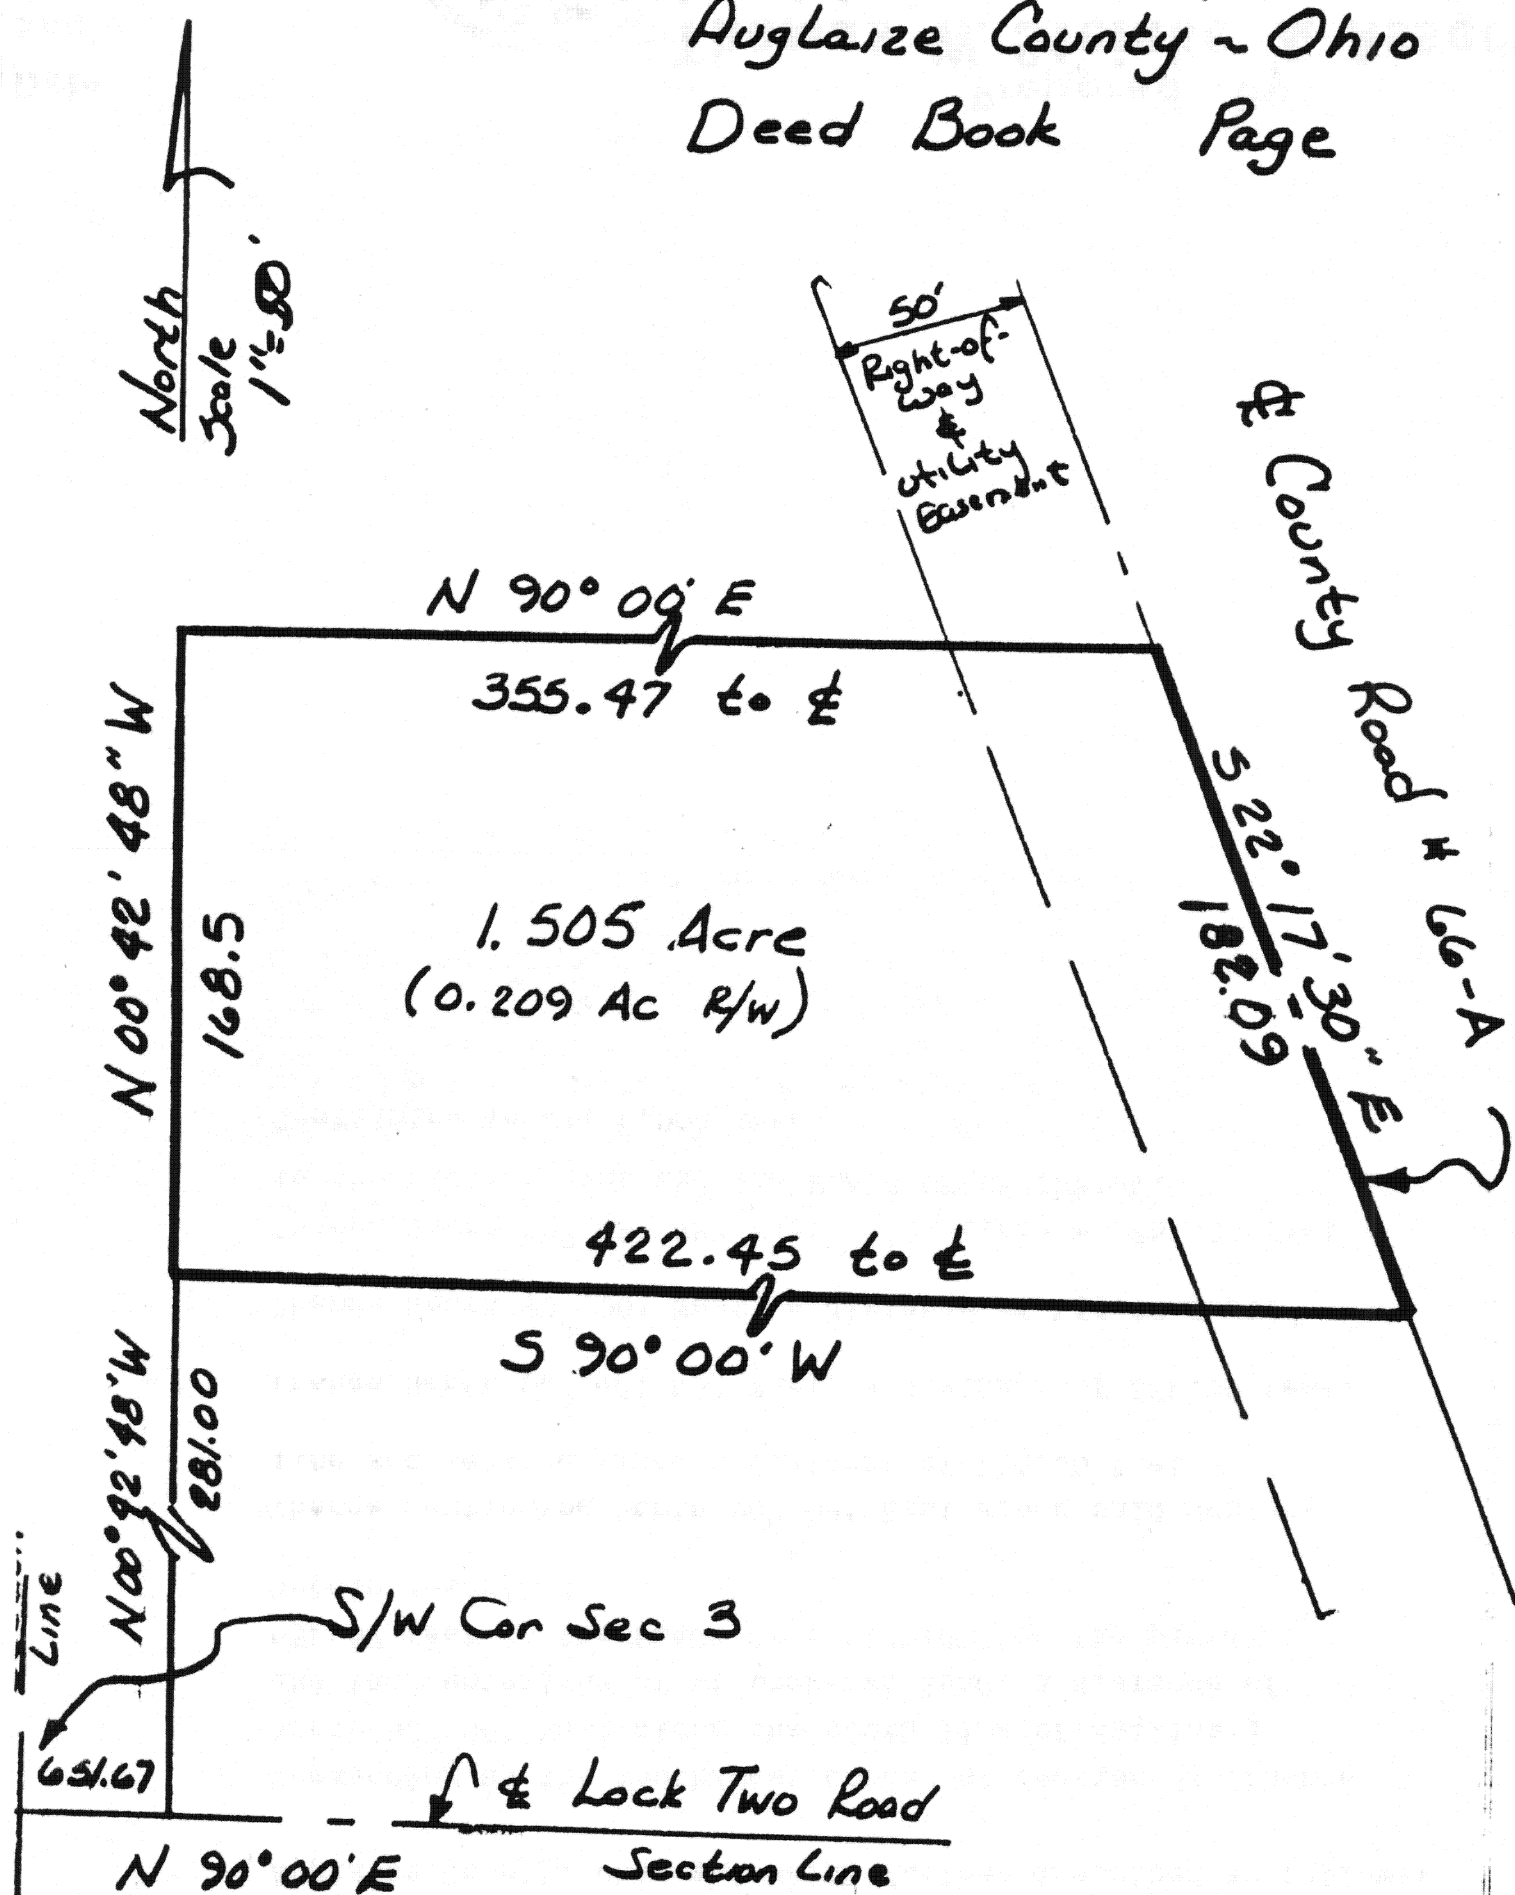 Auglaize County ~ Ohio
Deed Book Page
North
Scale
50'
Right-of-
way
&
utility
Easement
℄ County Road # 66-A
N 90° 00' E
355.47 to ℄
N 00° 42' 48" W
168.5
S 22° 17' 30" E
182.09
1.505 Acre
(0.209 Ac R/W)
422.45 to ℄
S 90° 00' W
N 00° 42' 48" W
281.00
Line
S/W Cor Sec 3
651.67
℄ Lock Two Road
N 90° 00' E
Section Line